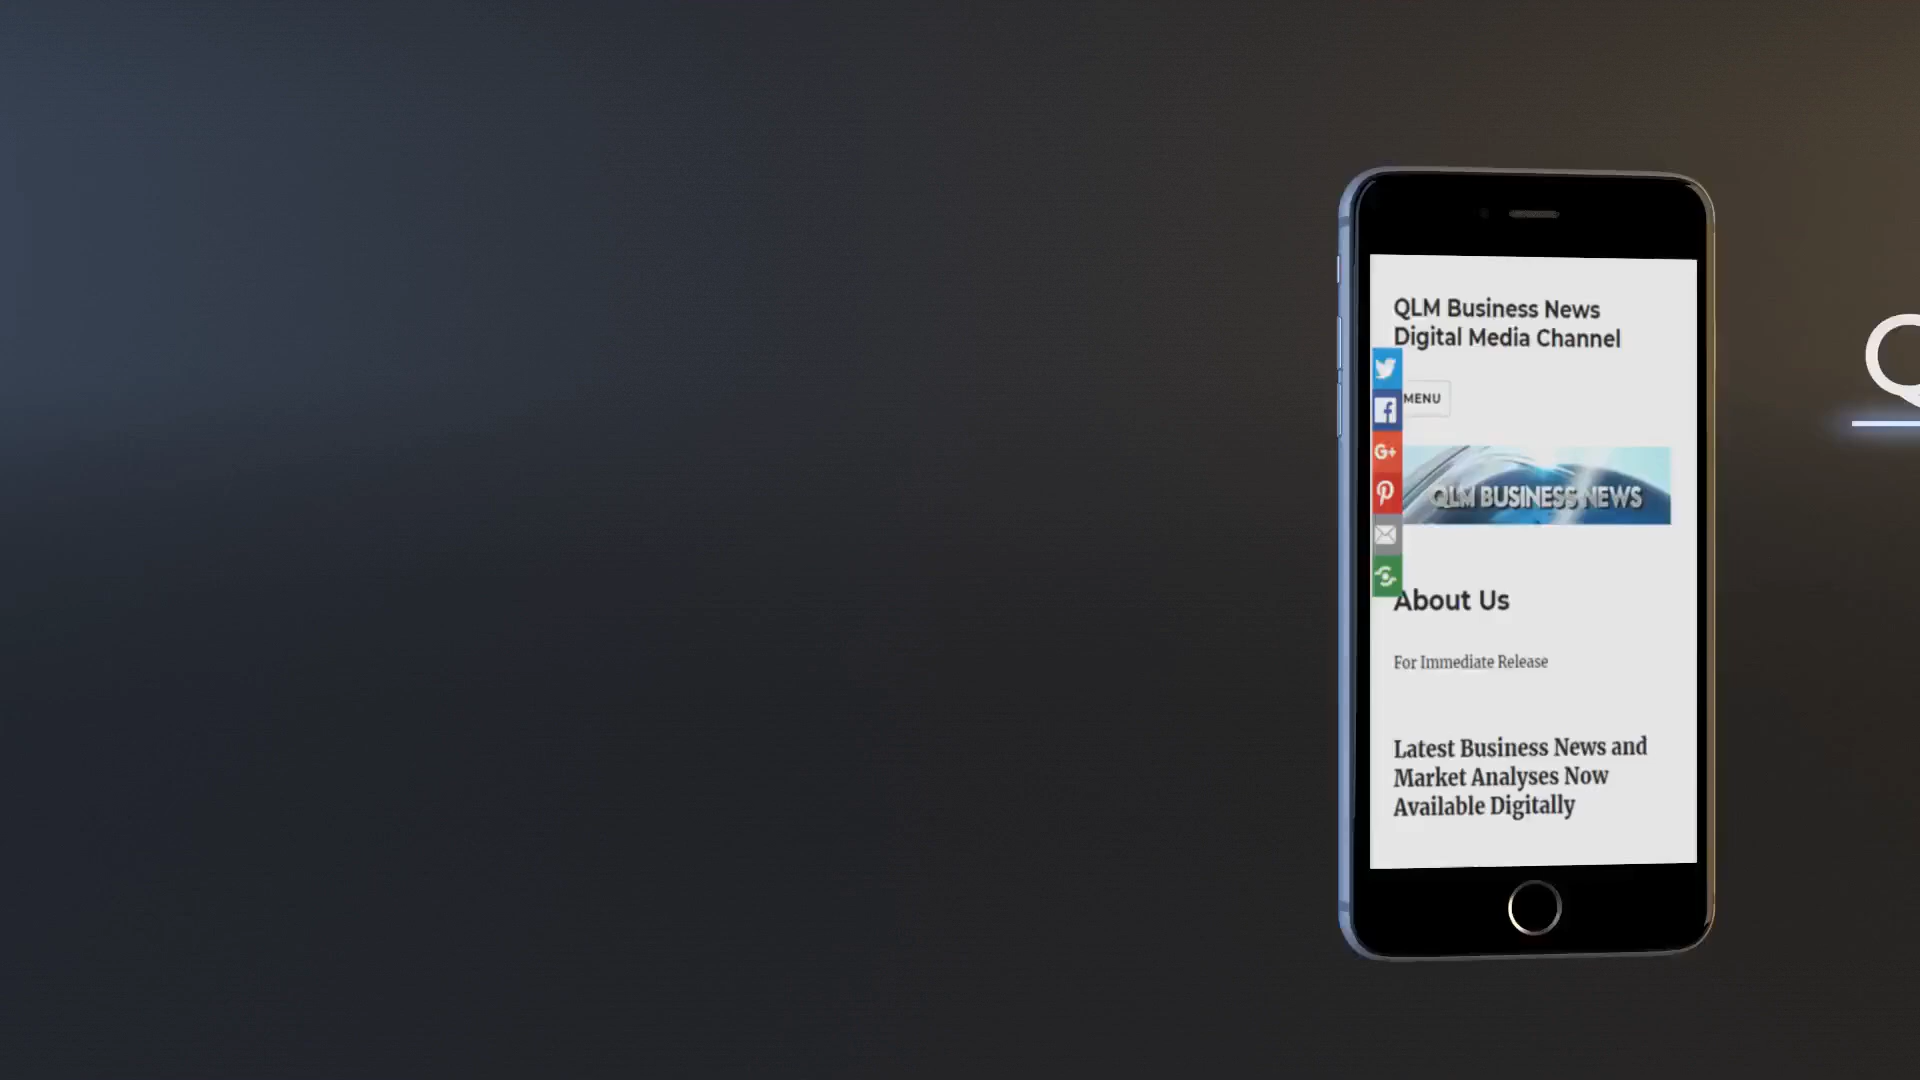 QLM Business News
Digital Media Channel
MENU
QLM BUSINESS NEWS
About Us
For Immediate Release
Latest Business News and
Market Analyses Now
Available Digitally
Q